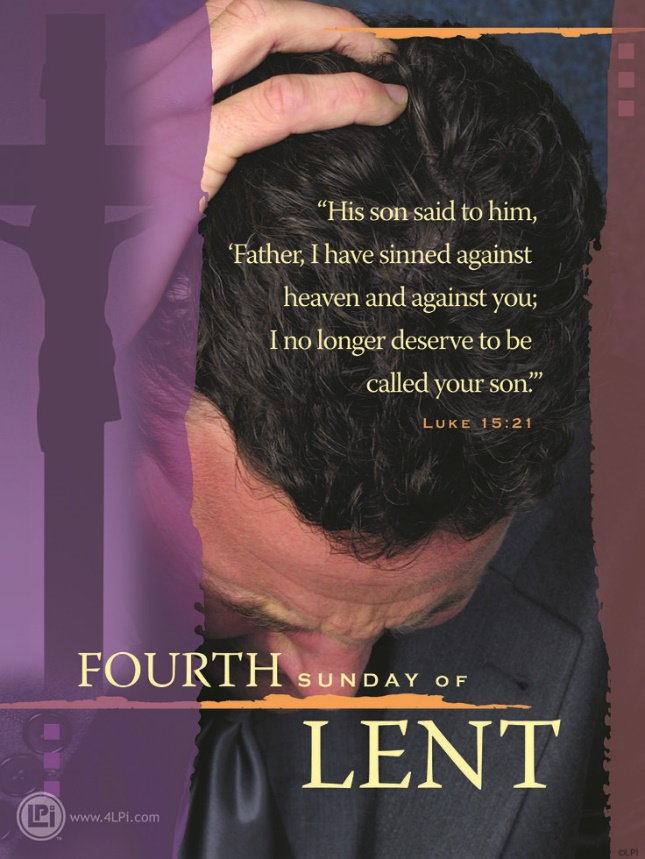 “His son said to him,
‘Father, I have sinned against
heaven and against you;
I no longer deserve to be
called your son.’”
Luke 15:21
FOURTH SUNDAY OF
LENT
LPi www.4LPi.com
©LPi